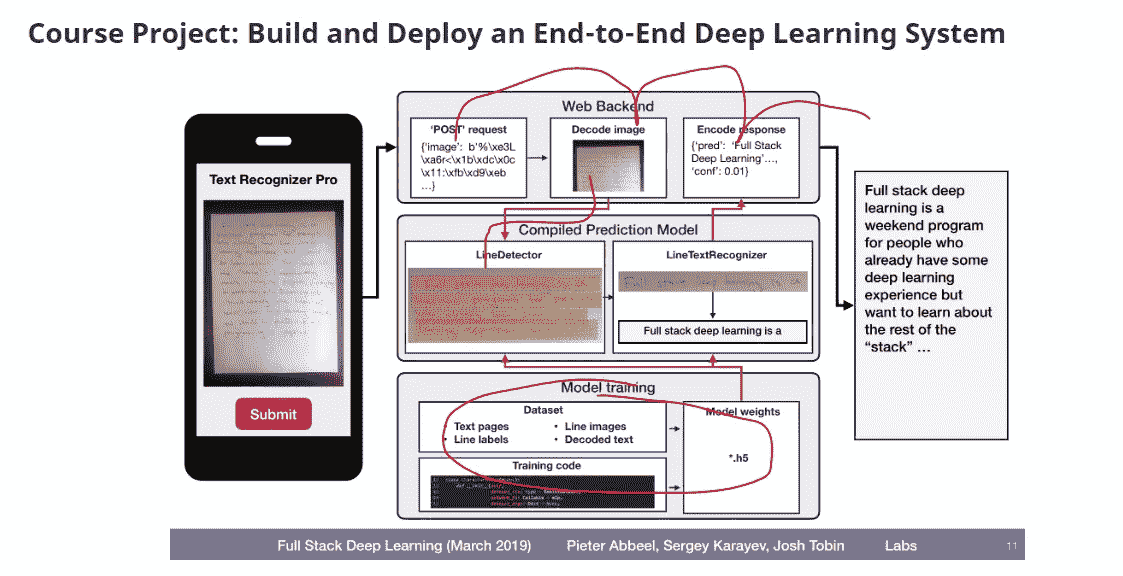 Course Project: Build and Deploy an End-to-End Deep Learning System
Text Recognizer Pro
Submit
Web Backend
'POST' request
{'image': b'%\xe3L
\xa6r<\x1b\xdc\x0c
\x11:\xfb\xd9\xeb
...}
Decode image
Encode response
{'pred': 'Full Stack
Deep Learning'...,
'conf': 0.01}
Compiled Prediction Model
LineDetector
LineTextRecognizer
Full stack deep learning is a
Model training
Dataset
Text pages
• Line images
Line labels
• Decoded text
Training code
Model weights
*.h5
Full stack deep
learning is a
weekend program
for people who
already have some
deep learning
experience but
want to learn about
the rest of the
“stack” ...
Full Stack Deep Learning (March 2019) Pieter Abbeel, Sergey Karayev, Josh Tobin Labs 11